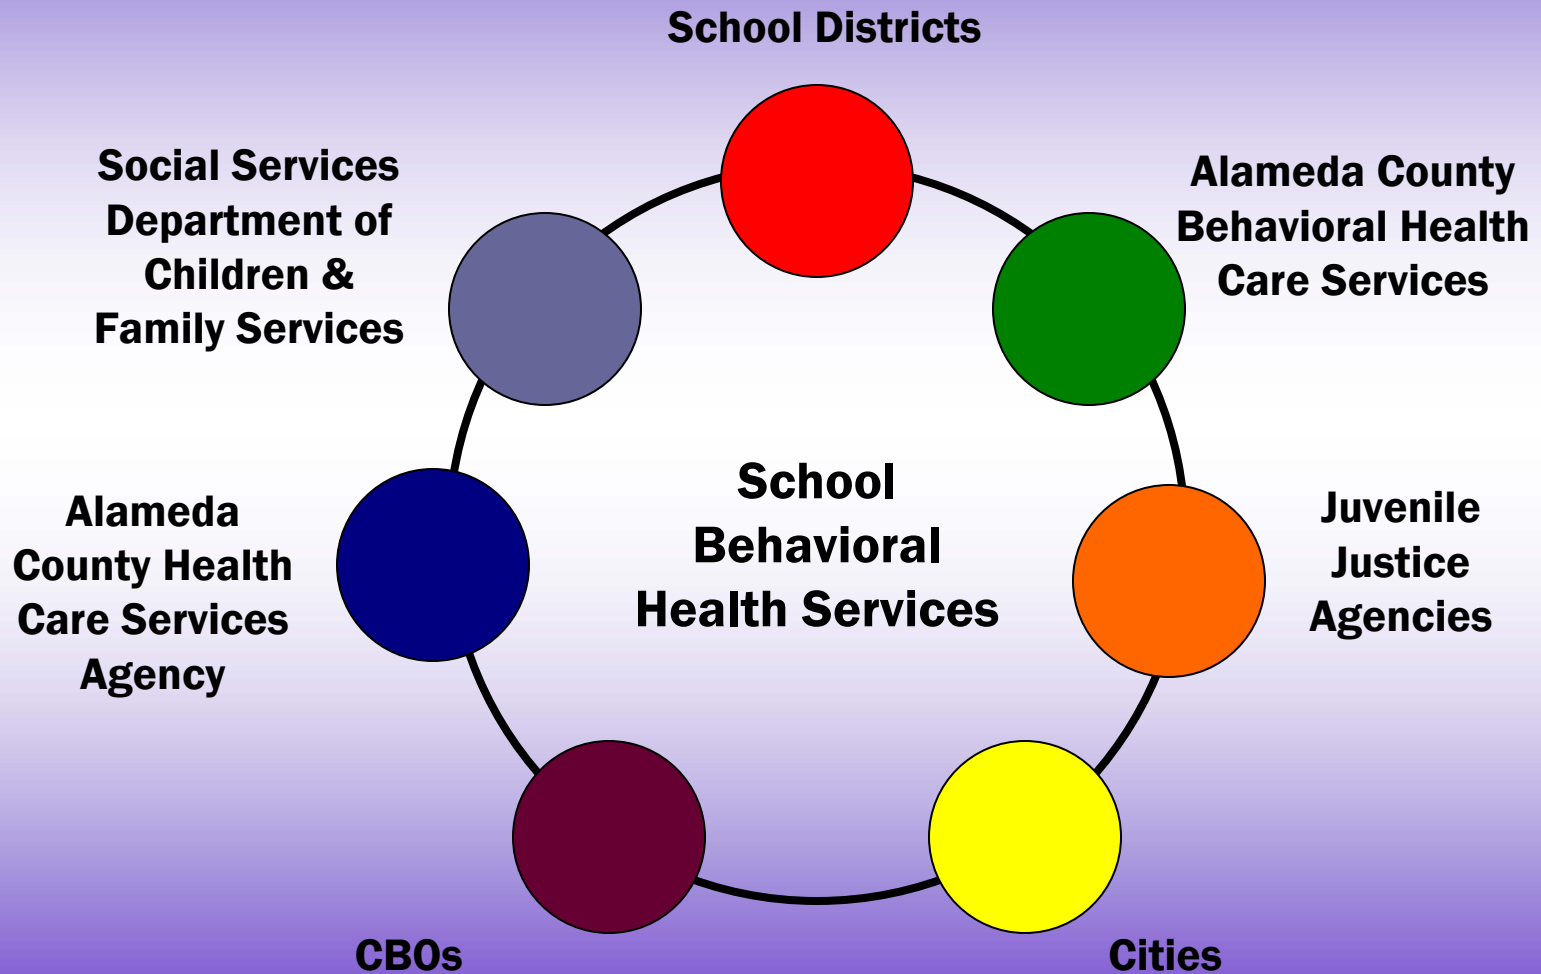 School Districts
Social Services
Department of
Children &
Family Services
Alameda County
Behavioral Health
Care Services
School
Behavioral
Health Services
Alameda
County Health
Care Services
Agency
Juvenile
Justice
Agencies
CBOs
Cities